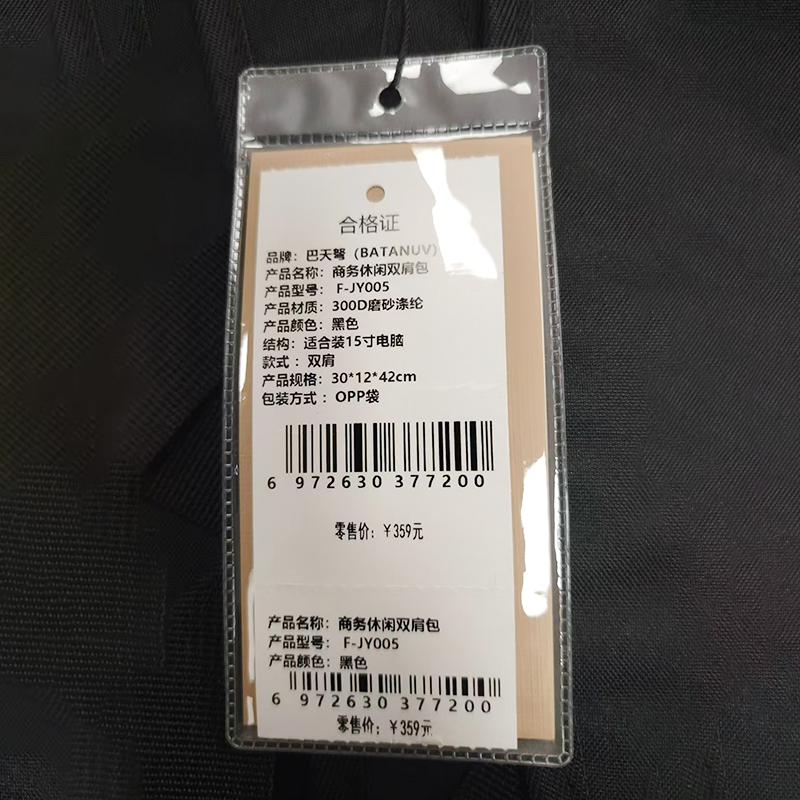 合格证
品牌：巴天弩（BATANUV）
产品名称：商务休闲双肩包
产品型号： F-JY005
产品材质：300D磨砂涤纶
产品颜色：黑色
结构：适合装15寸电脑
款式：双肩
产品规格：30*12*42cm
包装方式：OPP袋
6 972630 377200
零售价：￥359元
产品名称：商务休闲双肩包
产品型号： F-JY005
产品颜色：黑色
6 972630 377200
零售价：￥359元